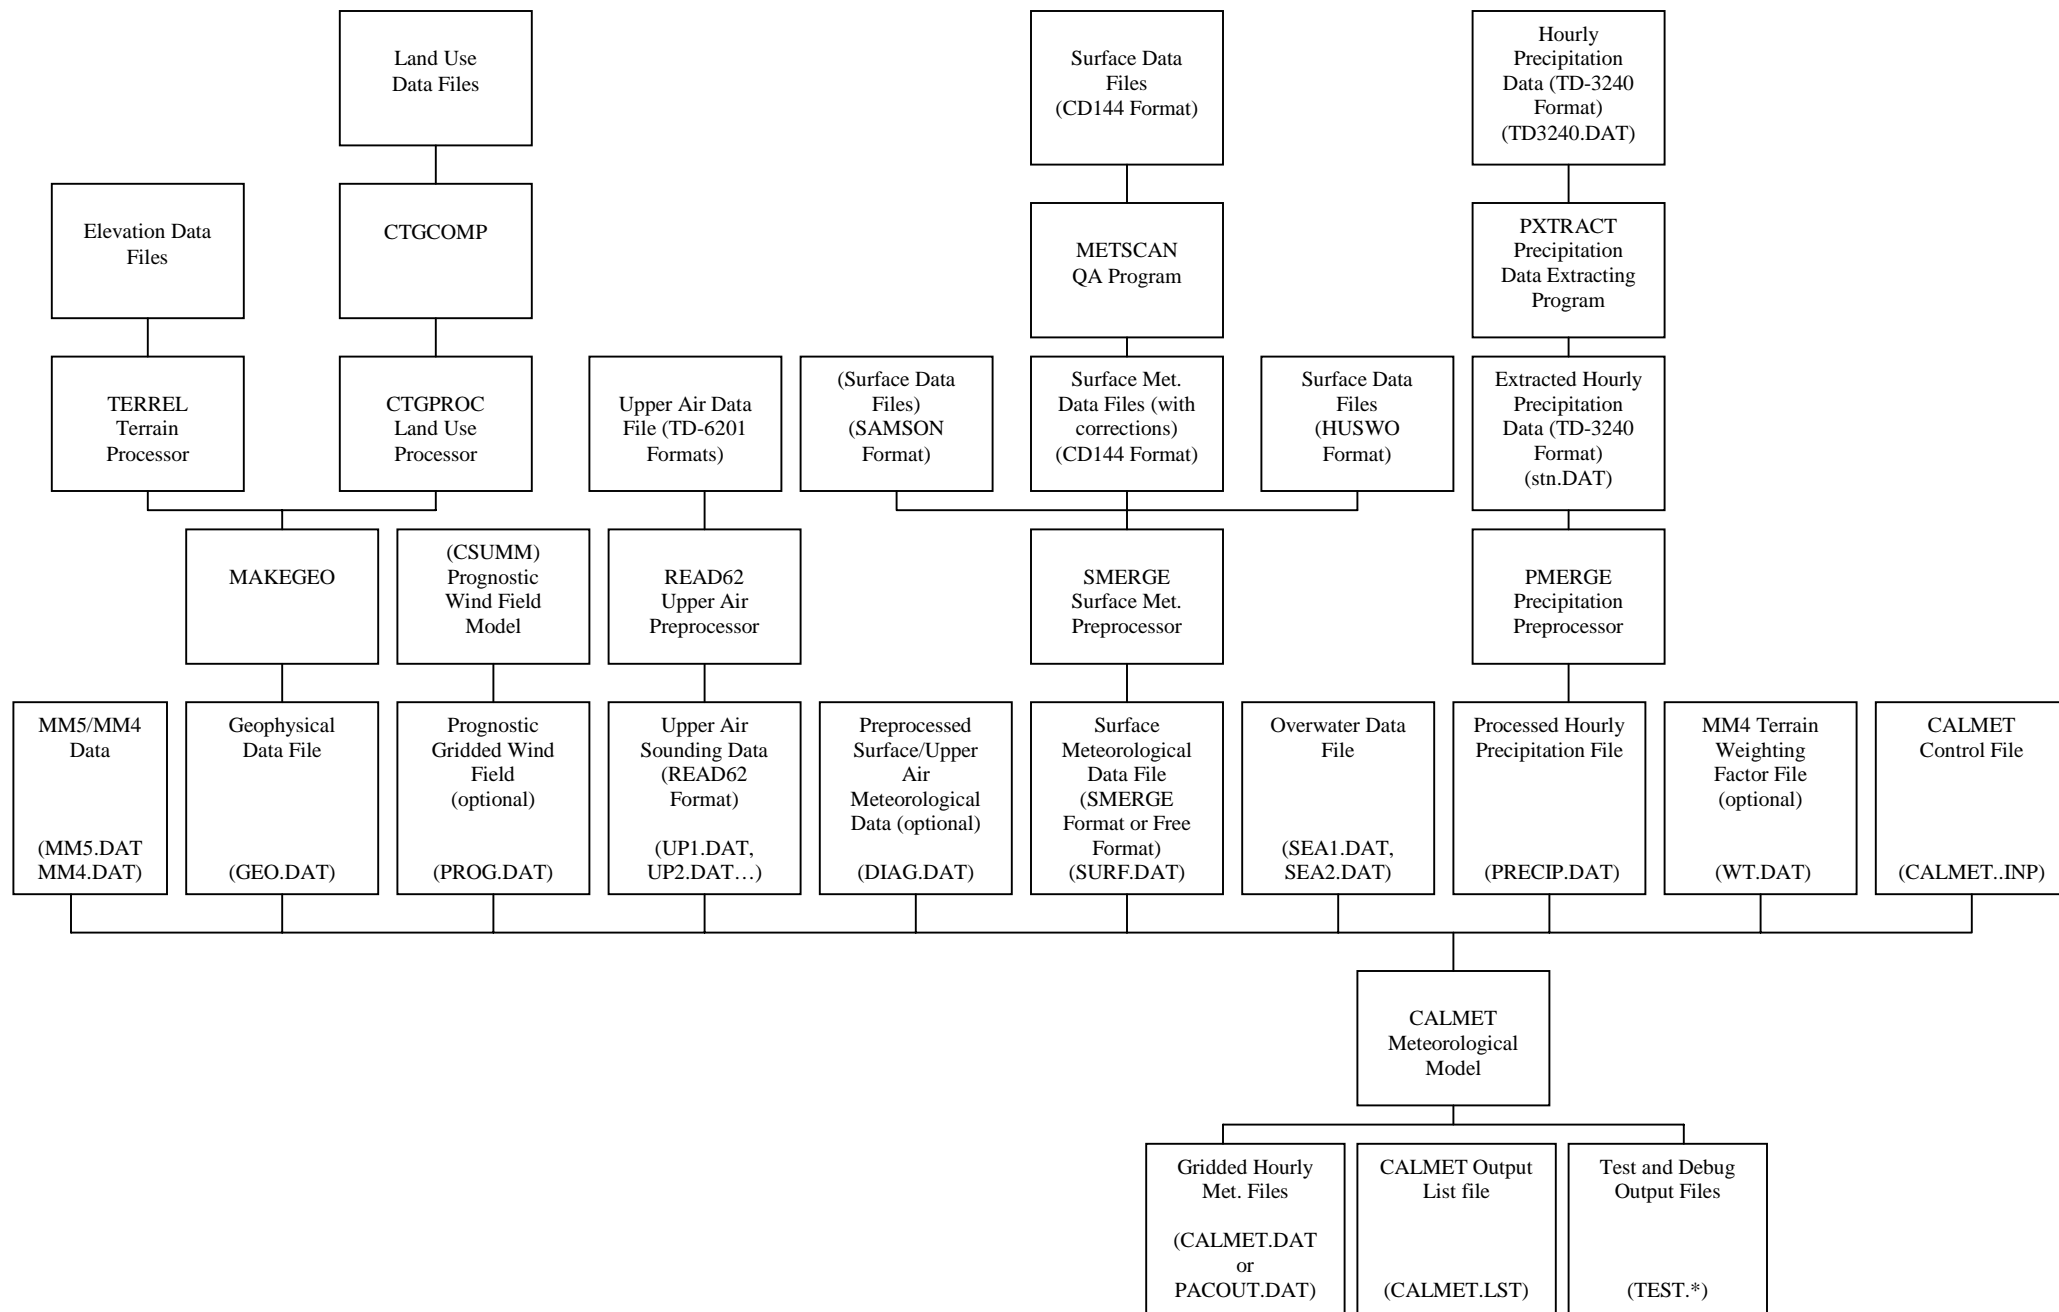 Land Use
Data Files
Surface Data
Files
(CD144 Format)
Hourly
Precipitation
Data (TD-3240
Format)
(TD3240.DAT)
Elevation Data
Files
CTGCOMP
METSCAN
QA Program
PXTRACT
Precipitation
Data Extracting
Program
TERREL
Terrain
Processor
CTGPROC
Land Use
Processor
Upper Air Data
File (TD-6201
Formats)
(Surface Data
Files)
(SAMSON
Format)
Surface Met.
Data Files (with
corrections)
(CD144 Format)
Surface Data
Files
(HUSWO
Format)
Extracted Hourly
Precipitation
Data (TD-3240
Format)
(stn.DAT)
MAKEGEO
(CSUMM)
Prognostic
Wind Field
Model
READ62
Upper Air
Preprocessor
SMERGE
Surface Met.
Preprocessor
PMERGE
Precipitation
Preprocessor
MM5/MM4
Data
(MM5.DAT
MM4.DAT)
Geophysical
Data File
(GEO.DAT)
Prognostic
Gridded Wind
Field
(optional)
(PROG.DAT)
Upper Air
Sounding Data
(READ62
Format)
(UP1.DAT,
UP2.DAT…)
Preprocessed
Surface/Upper
Air
Meteorological
Data (optional)
(DIAG.DAT)
Surface
Meteorological
Data File
(SMERGE
Format or Free
Format)
(SURF.DAT)
Overwater Data
File
(SEA1.DAT,
SEA2.DAT)
Processed Hourly
Precipitation File
(PRECIP.DAT)
MM4 Terrain
Weighting
Factor File
(optional)
(WT.DAT)
CALMET
Control File
(CALMET..INP)
CALMET
Meteorological
Model
Gridded Hourly
Met. Files
(CALMET.DAT
or
PACOUT.DAT)
CALMET Output
List file
(CALMET.LST)
Test and Debug
Output Files
(TEST.*)